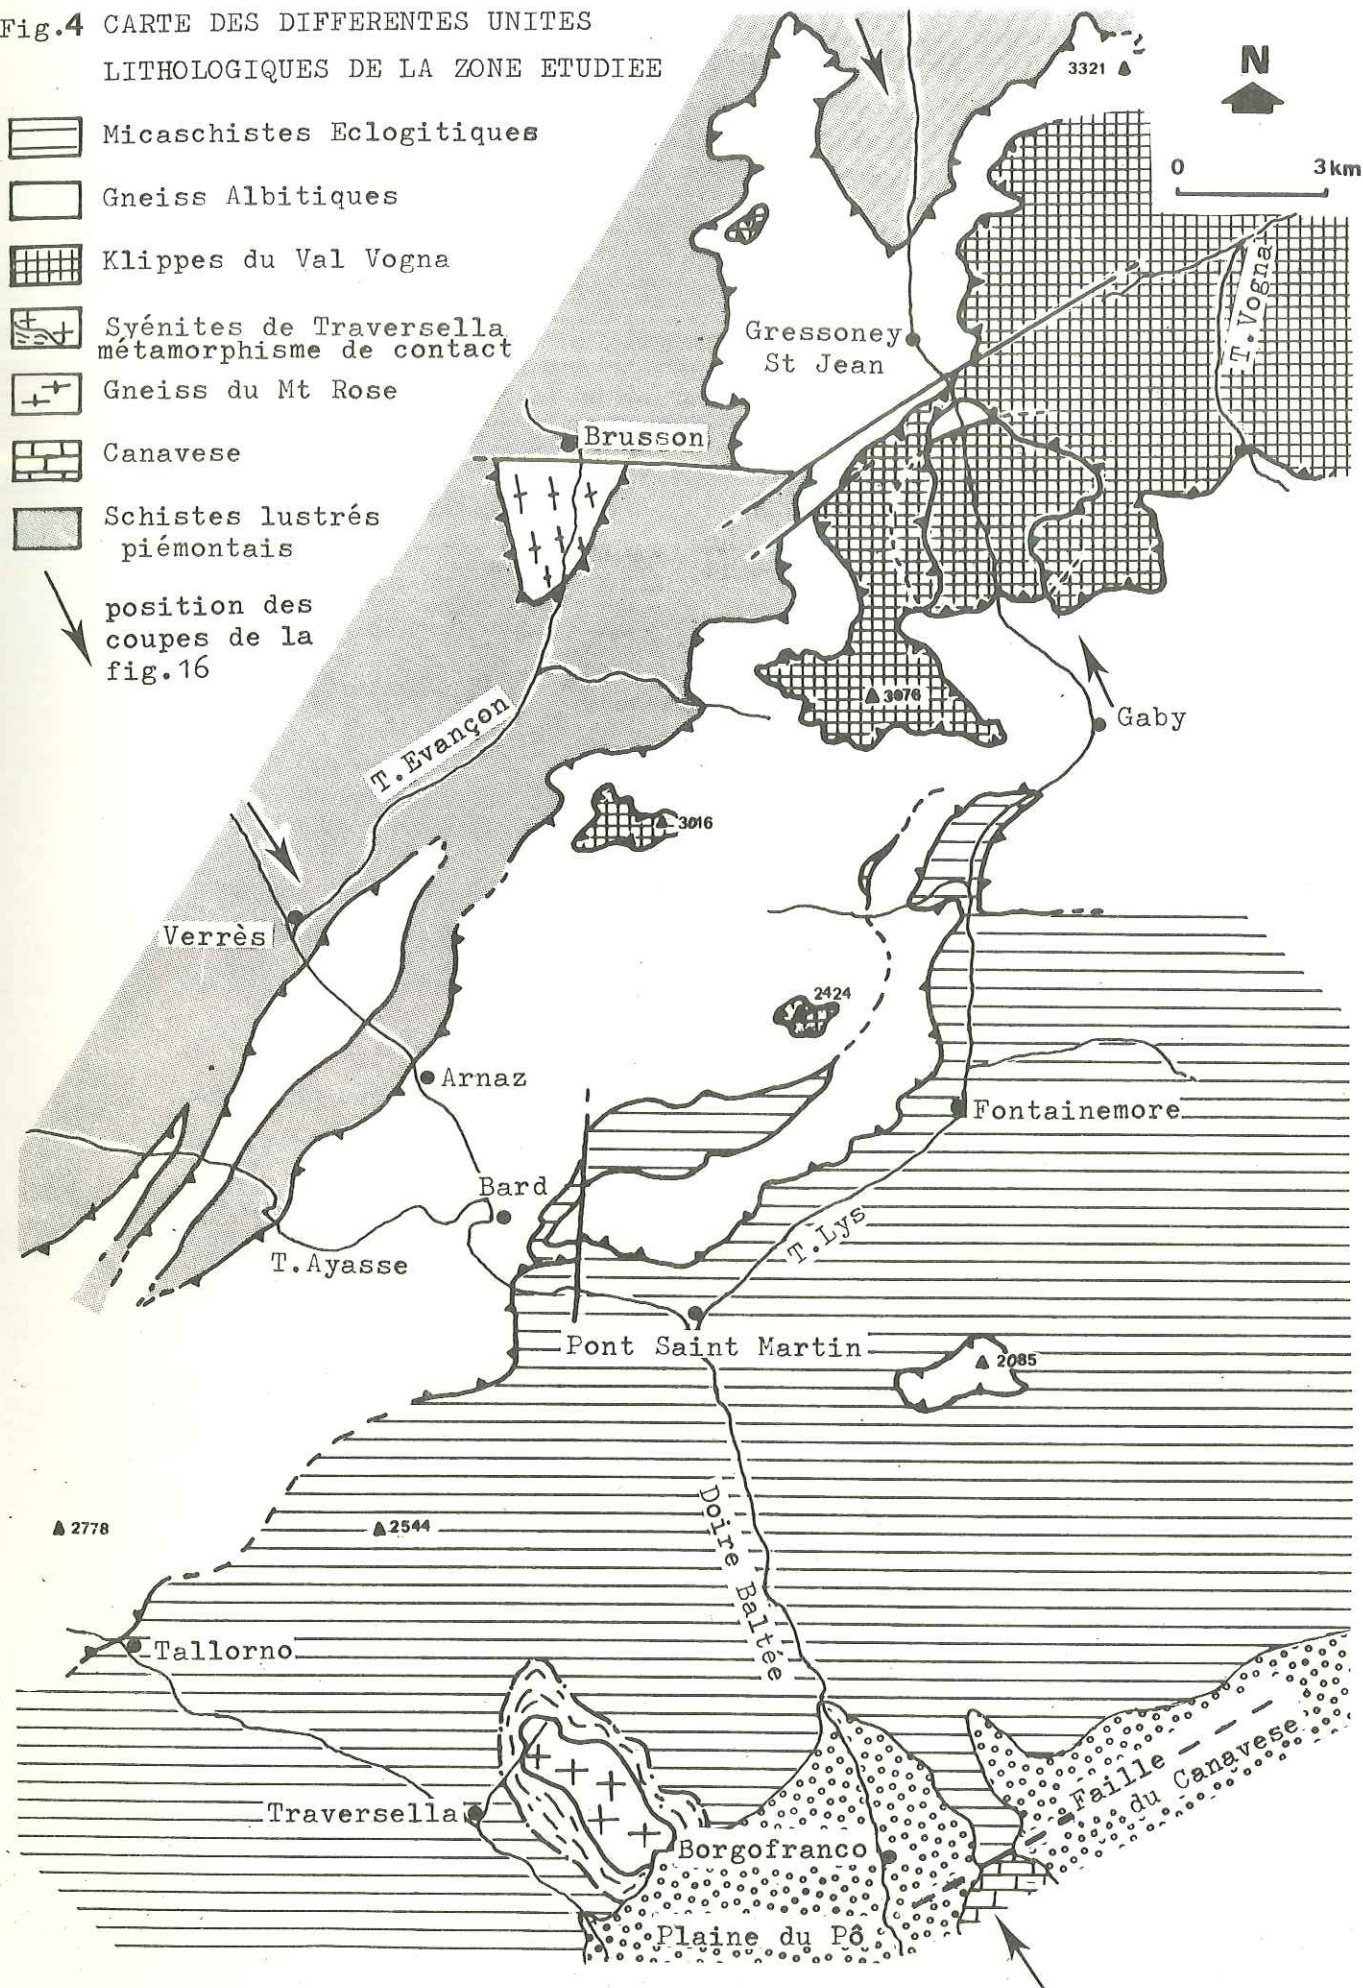 Fig.4 CARTE DES DIFFERENTES UNITES
LITHOLOGIQUES DE LA ZONE ETUDIEE
Micaschistes Eclogitiques
Gneiss Albitiques
Klippes du Val Vogna
Syénites de Traversella
métamorphisme de contact
Gneiss du Mt Rose
Canavese
Schistes lustrés
piémontais
position des
coupes de la
fig.16
3321
N
0 3km
T.Vogna
Gressoney
St Jean
Brusson
3076
Gaby
T.Evançon
3016
Verrès
2424
Arnaz
Fontainemore
Bard
T.Lys
T.Ayasse
Pont Saint Martin
2085
Doire Baltée
2778
2544
Tallorno
Faille
du Canavese
Traversella
Borgofranco
Plaine du Pô